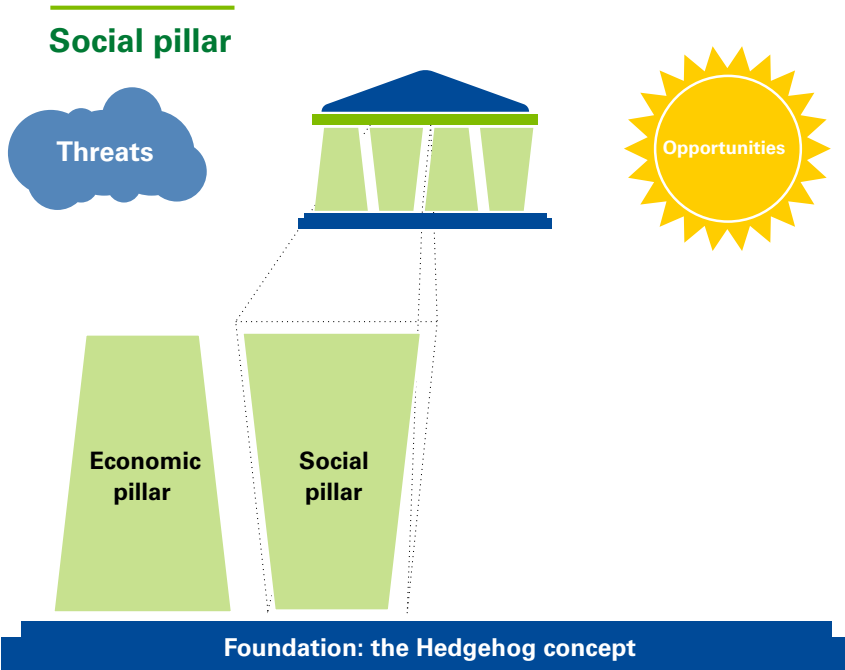 Social pillar
Threats
Opportunities
Economic
pillar
Social
pillar
Foundation: the Hedgehog concept